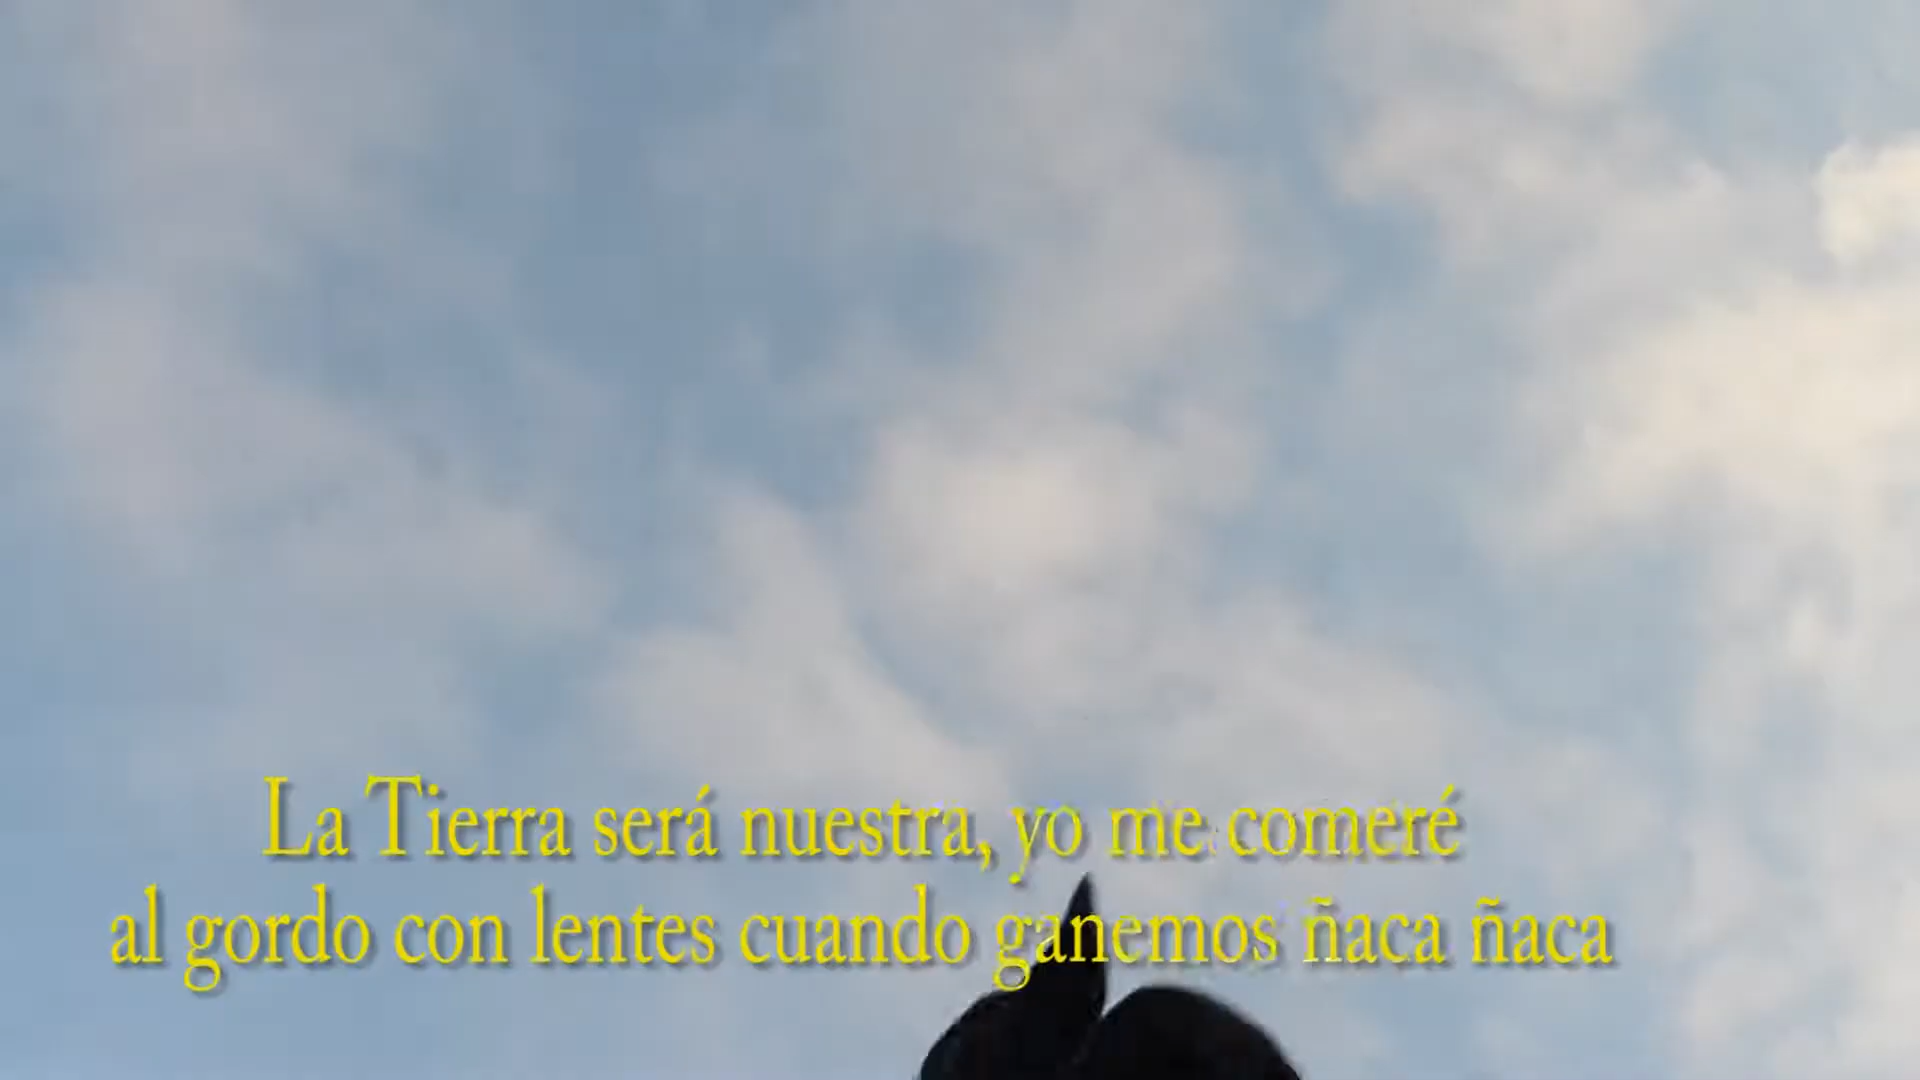 La Tierra será nuestra, yo me comeré
al gordo con lentes cuando ganemos ñaca ñaca